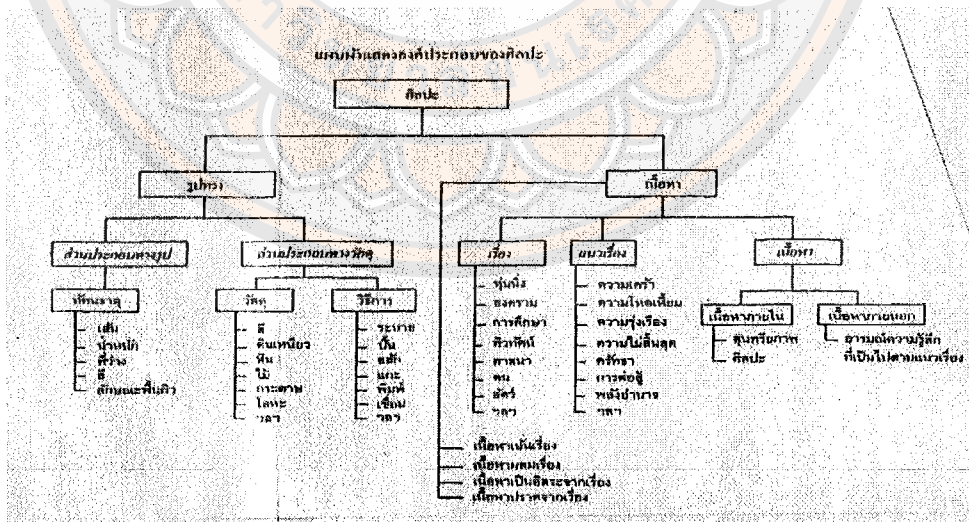 แผนผังแสดงองค์ประกอบของศิลปะ
ศิลปะ
รูปทรง
เนื้อหา
ส่วนประกอบทางรูป
ส่วนประกอบทางวัตถุ
เรื่อง
แนวเรื่อง
เนื้อหา
ทัศนธาตุ
เส้น
น้ำหนัก
ที่ว่าง
สี
ลักษณะพื้นผิว
วัสดุ
สี
ดินเหนียว
หิน
ไม้
กระดาษ
โลหะ
ฯลฯ
วิธีการ
ระบาย
ปั้น
สลัก
แกะ
พิมพ์
เชื่อม
ฯลฯ
หุ่นนิ่ง
สงคราม
การศึกษา
ทิวทัศน์
ศาสนา
คน
สัตว์
ฯลฯ
ความเศร้า
ความโหดเหี้ยม
ความรุ่งเรือง
ความไม่สิ้นสุด
ศรัทธา
การต่อสู้
พลังอำนาจ
ฯลฯ
เนื้อหาภายใน
สุนทรียภาพ
ศิลปะ
เนื้อหาภายนอก
อารมณ์ความรู้สึก
ที่เป็นไปตามแนวเรื่อง
เนื้อหาเน้นเรื่อง
เนื้อหาผสมเรื่อง
เนื้อหาเป็นอิสระจากเรื่อง
เนื้อหาปราศจากเรื่อง